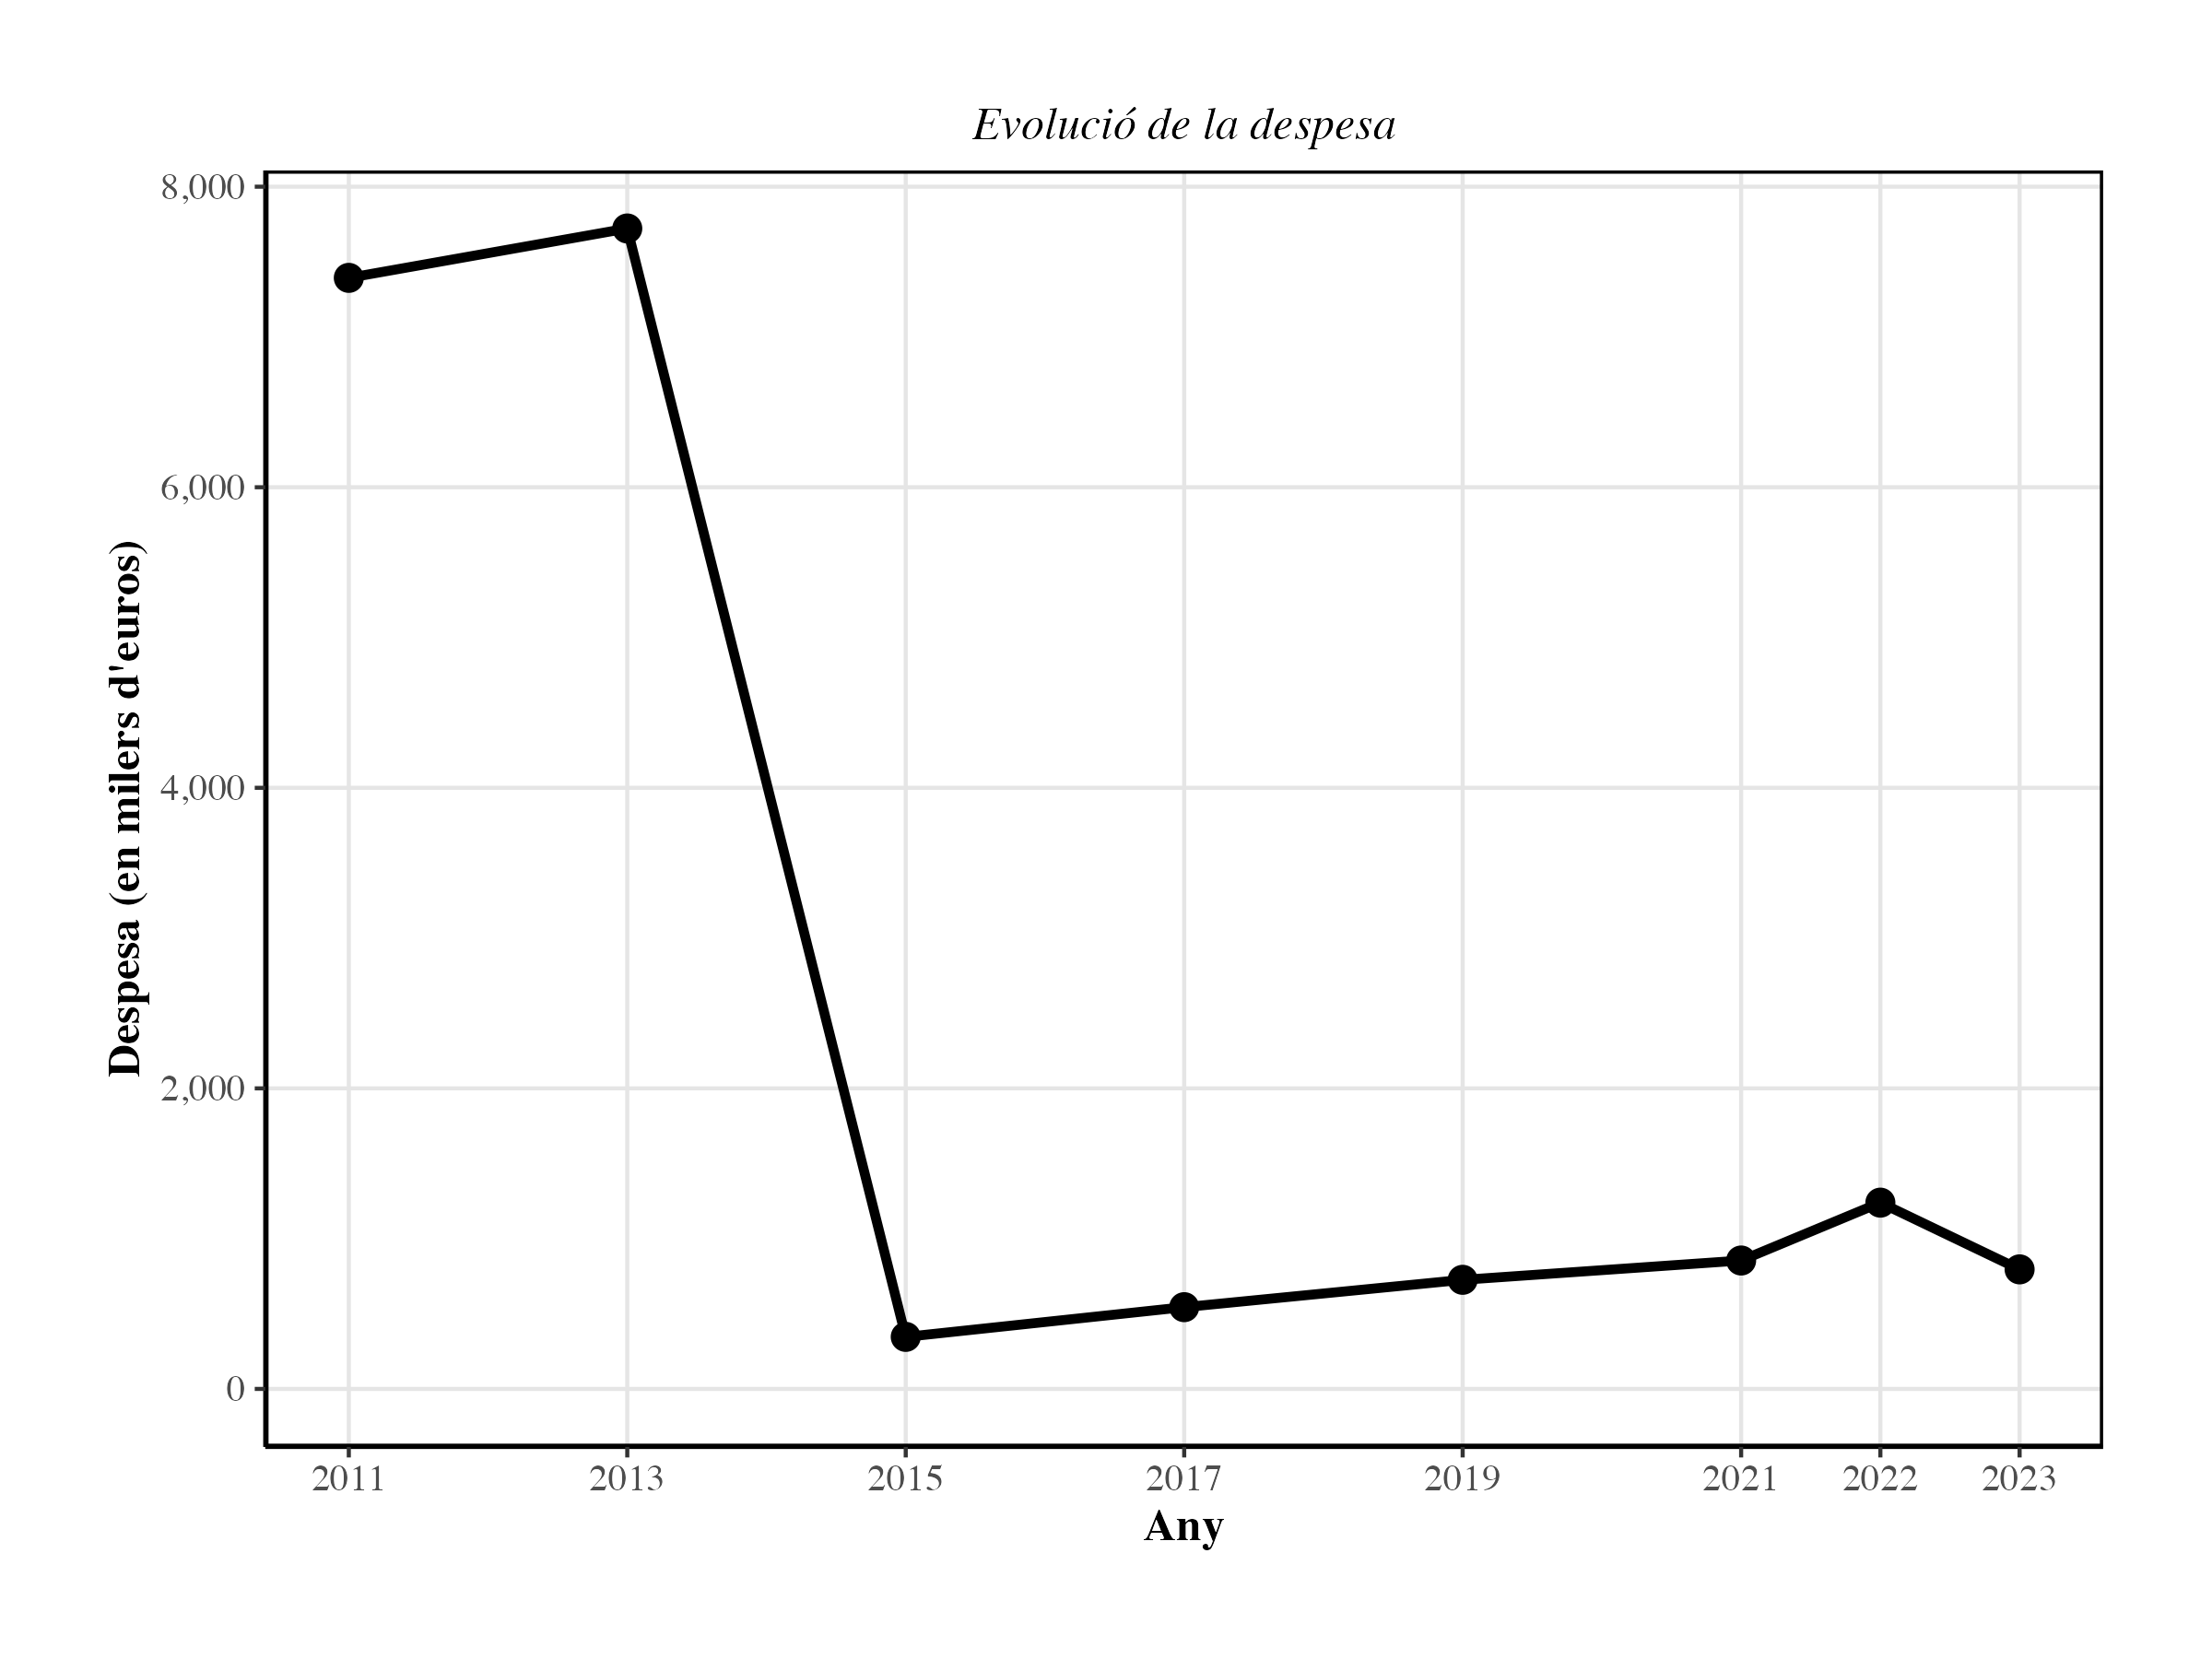 Evolució de la despesa
8,000
6,000
4,000
2,000
0
Despesa (en milers d'euros)
2011 2013 2015 2017 2019 2021 2022 2023
Any